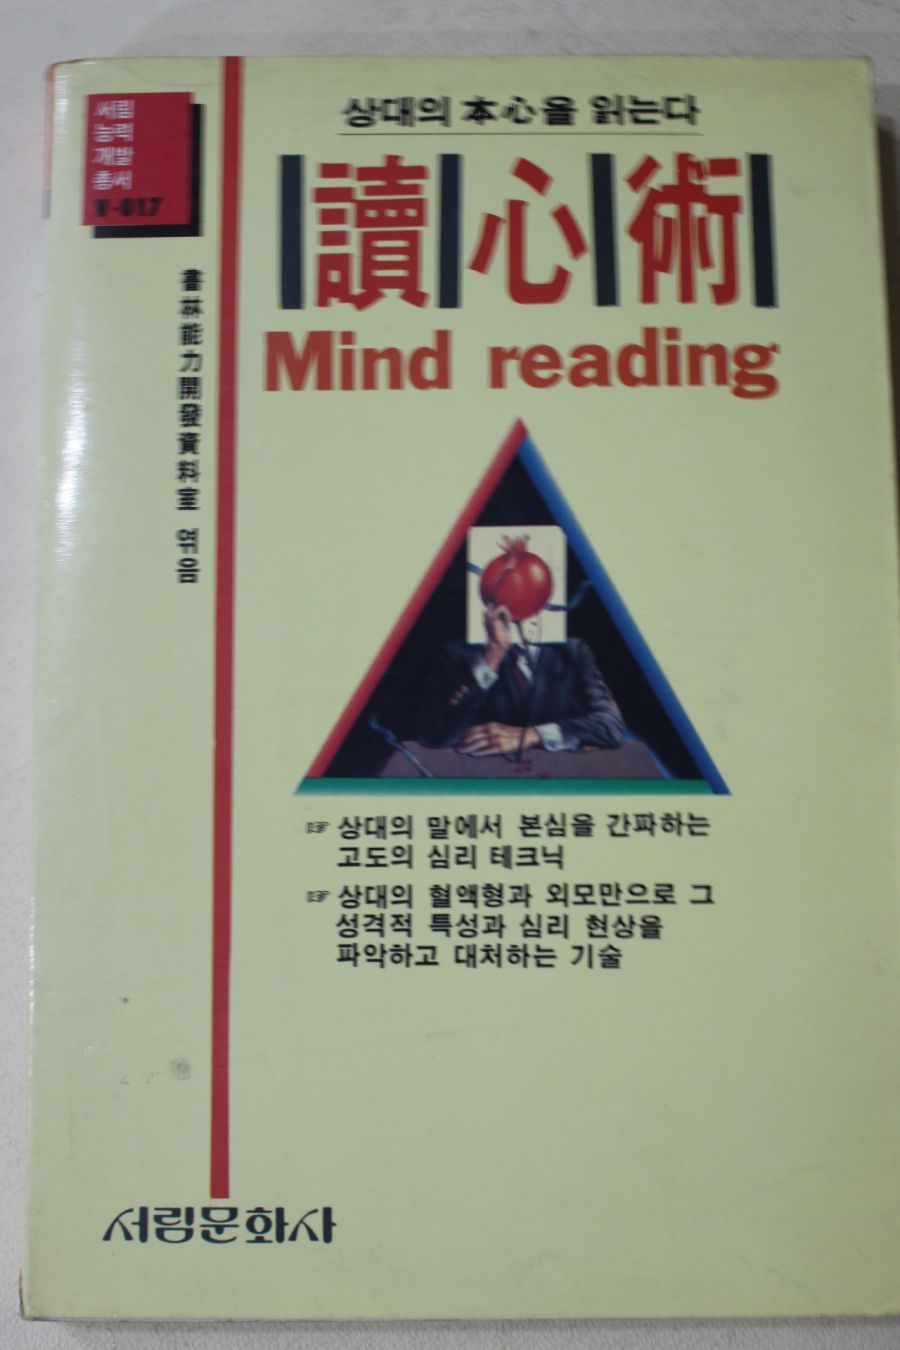 서림
능력
개발
총서
V-017
상대의 本心을 읽는다
讀心術
Mind reading
書林能力開發資料室 엮음
☞ 상대의 말에서 본심을 간파하는
고도의 심리 테크닉
☞ 상대의 혈액형과 외모만으로 그
성격적 특성과 심리 현상을
파악하고 대처하는 기술
서림문화사